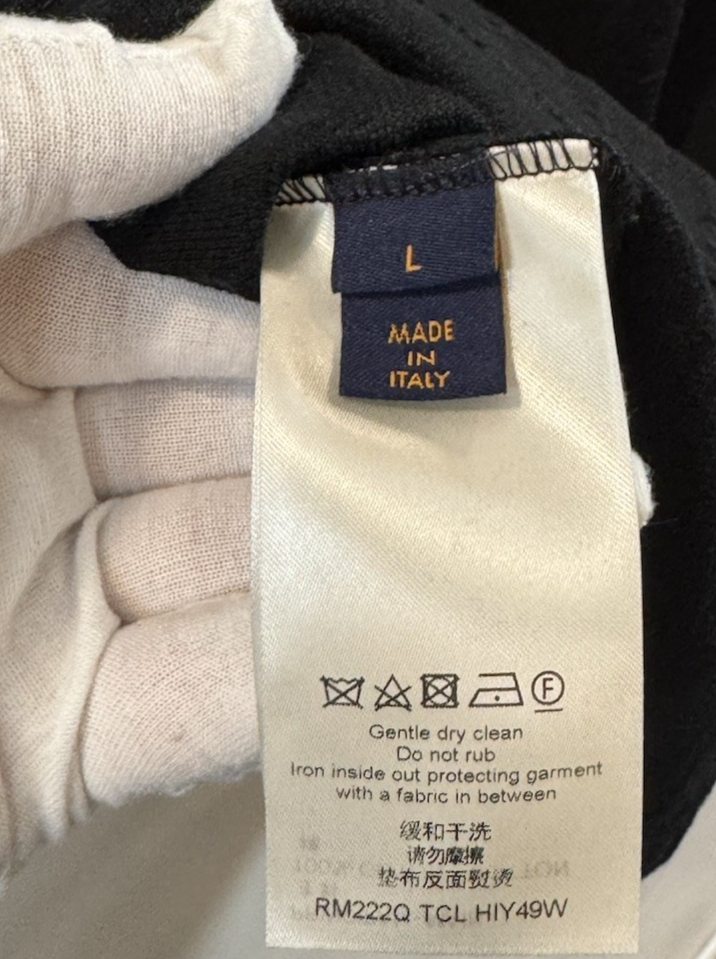 L
MADE
IN
ITALY
F
Gentle dry clean
Do not rub
Iron inside out protecting garment
with a fabric in between
缓和干洗
请勿摩擦
垫布反面熨烫
RM222Q TCL HIY49W